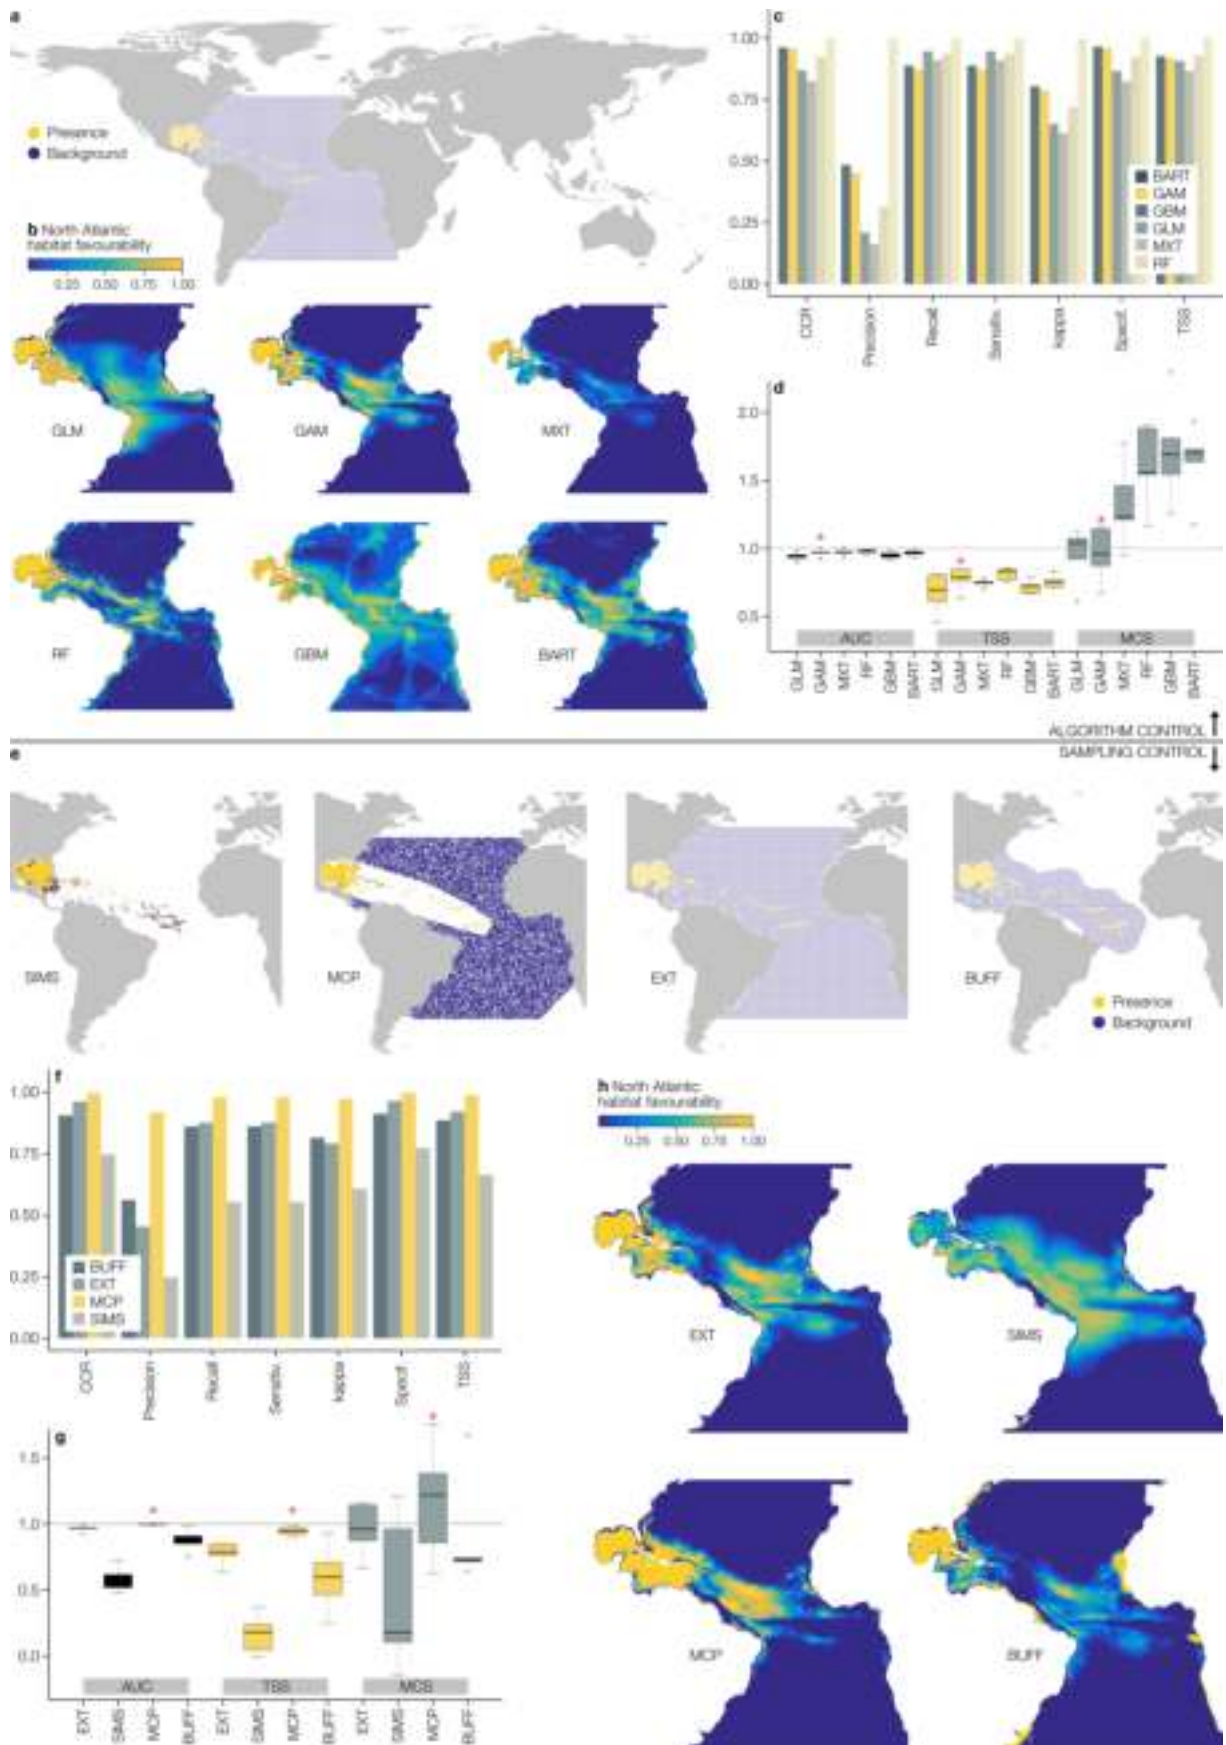 a
Presence
Background
b North Atlantic
habitat favourability
0.25 0.50 0.75 1.00
GLM
GAM
MXT
RF
GBM
BART
c
1.00
0.75
0.50
0.25
0.00
BART
GAM
GBM
GLM
MXT
RF
CCR
Precision
Recall
Sensitiv.
kappa
Specif.
TSS
d
2.0
1.5
1.0
0.5
AUC TSS MCS
GLM GAM MXT RF GBM BART GLM GAM MXT RF GBM BART GLM GAM MXT RF GBM BART
ALGORITHM CONTROL
SAMPLING CONTROL
e
SIMS
MCP
EXT
BUFF
Presence
Background
f
1.00
0.75
0.50
0.25
0.00
BUFF
EXT
MCP
SIMS
CCR
Precision
Recall
Sensitiv.
kappa
Specif.
TSS
g
1.5
1.0
0.5
0.0
AUC TSS MCS
EXT SIMS MCP BUFF EXT SIMS MCP BUFF EXT SIMS MCP BUFF
h North Atlantic
habitat favourability
0.25 0.50 0.75 1.00
EXT
SIMS
MCP
BUFF